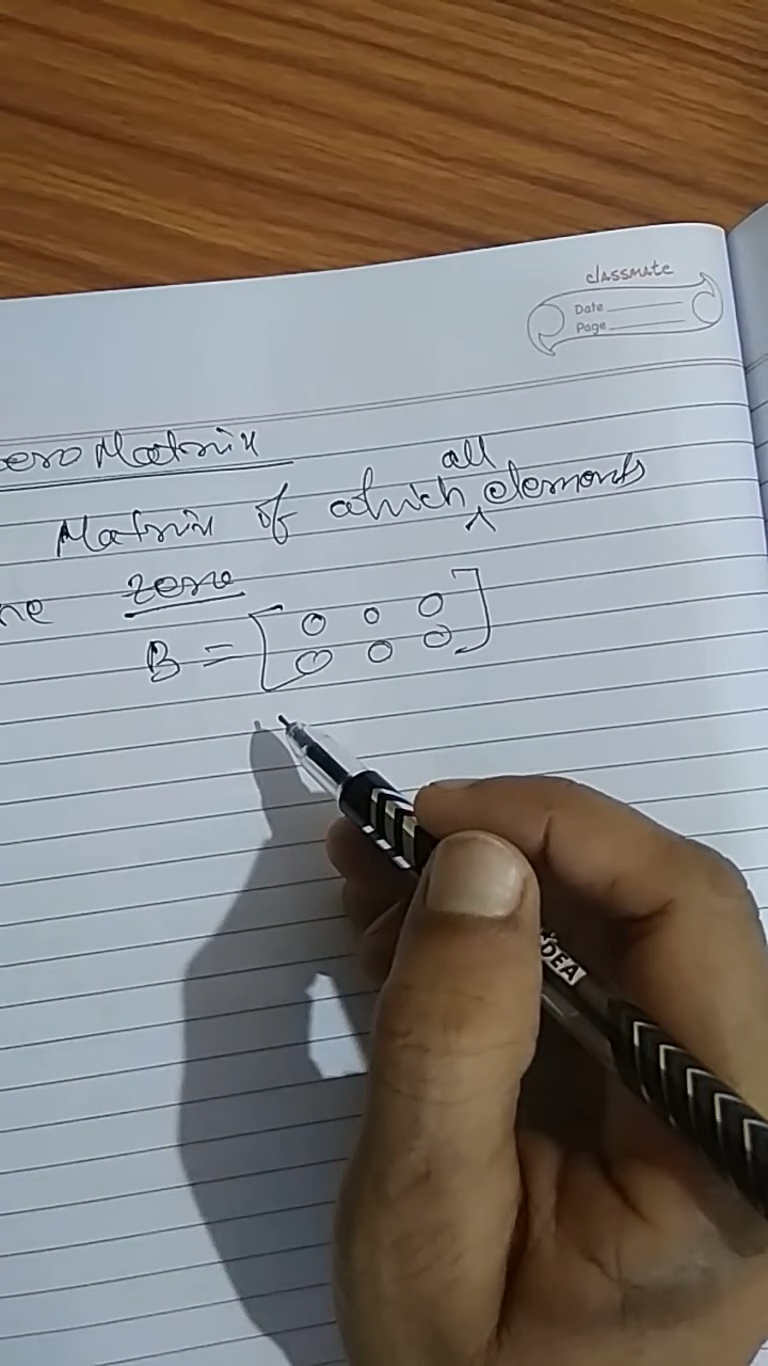 classmate
Date
Page
ero Matrix
all
Matrix of which ^ elements
re zero
B = [ 0 0 0
0 0 0 ]
IDEA